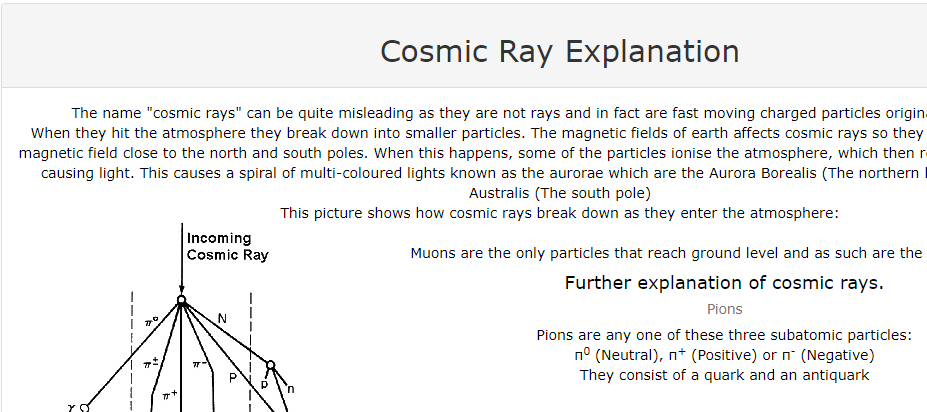 Cosmic Ray Explanation
The name "cosmic rays" can be quite misleading as they are not rays and in fact are fast moving charged particles
When they hit the atmosphere they break down into smaller particles. The magnetic fields of earth affects cosmic rays so they
magnetic field close to the north and south poles. When this happens, some of the particles ionise the atmosphere, which then
causing light. This causes a spiral of multi-coloured lights known as the aurorae which are the Aurora Borealis (The northern
Australis (The south pole)
This picture shows how cosmic rays break down as they enter the atmosphere:
Incoming
Cosmic Ray
Muons are the only particles that reach ground level and as such are the
Further explanation of cosmic rays.
Pions
Pions are any one of these three subatomic particles:
π⁰ (Neutral), π⁺ (Positive) or π⁻ (Negative)
They consist of a quark and an antiquark
π⁰
N
π±
π⁻
π⁺
P
p
n
γ